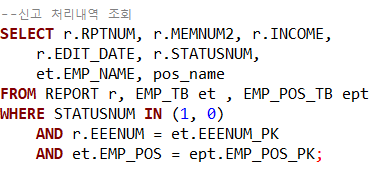 --신고 처리내역 조회
SELECT r.RPTNUM, r.MEMNUM2, r.INCOME,
r.EDIT_DATE, r.STATUSNUM,
et.EMP_NAME, pos_name
FROM REPORT r, EMP_TB et , EMP_POS_TB ept
WHERE STATUSNUM IN (1, 0)
AND r.EEENUM = et.EEENUM_PK
AND et.EMP_POS = ept.EMP_POS_PK;